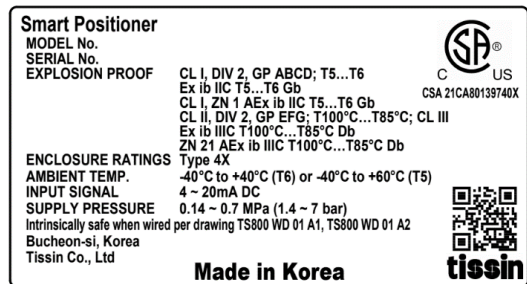 Smart Positioner
MODEL No.
SERIAL No.
EXPLOSION PROOF CL I, DIV 2, GP ABCD; T5...T6
Ex ib IIC T5...T6 Gb
CL I, ZN 1 AEx ib IIC T5...T6 Gb
CL II, DIV 2, GP EFG; T100°C...T85°C; CL III
Ex ib IIIC T100°C...T85°C Db
ZN 21 AEx ib IIIC T100°C...T85°C Db
ENCLOSURE RATINGS Type 4X
AMBIENT TEMP. -40°C to +40°C (T6) or -40°C to +60°C (T5)
INPUT SIGNAL 4 ~ 20mA DC
SUPPLY PRESSURE 0.14 ~ 0.7 MPa (1.4 ~ 7 bar)
Intrinsically safe when wired per drawing TS800 WD 01 A1, TS800 WD 01 A2
Bucheon-si, Korea
Tissin Co., Ltd
Made in Korea
SA ®
C US
CSA 21CA80139740X
tissin